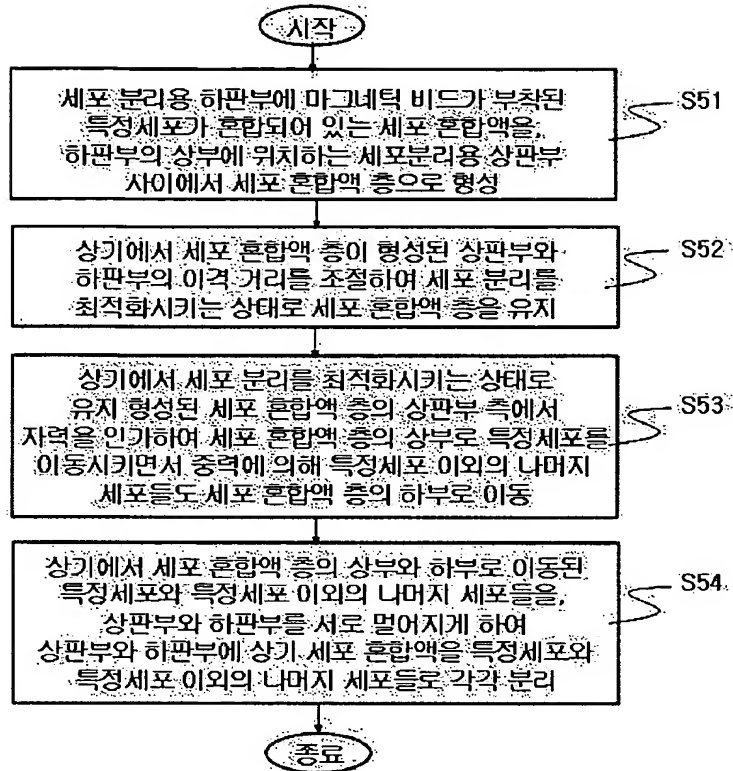 시작
세포 분리용 하판부에 마그네틱 비드가 부착된
특정세포가 혼합되어 있는 세포 혼합액을,
하판부의 상부에 위치하는 세포분리용 상판부
사이에서 세포 혼합액 층으로 형성
S51
상기에서 세포 혼합액 층이 형성된 상판부와
하판부의 이격 거리를 조절하여 세포 분리를
최적화시키는 상태로 세포 혼합액 층을 유지
S52
상기에서 세포 분리를 최적화시키는 상태로
유지 형성된 세포 혼합액 층의 상판부 측에서
자력을 인가하여 세포 혼합액 층의 상부로 특정세포를
이동시키면서 중력에 의해 특정세포 이외의 나머지
세포들도 세포 혼합액 층의 하부로 이동
S53
상기에서 세포 혼합액 층의 상부와 하부로 이동된
특정세포와 특정세포 이외의 나머지 세포들을,
상판부와 하판부를 서로 멀어지게 하여
상판부와 하판부에 상기 세포 혼합액을 특정세포와
특정세포 이외의 나머지 세포들로 각각 분리
S54
종료